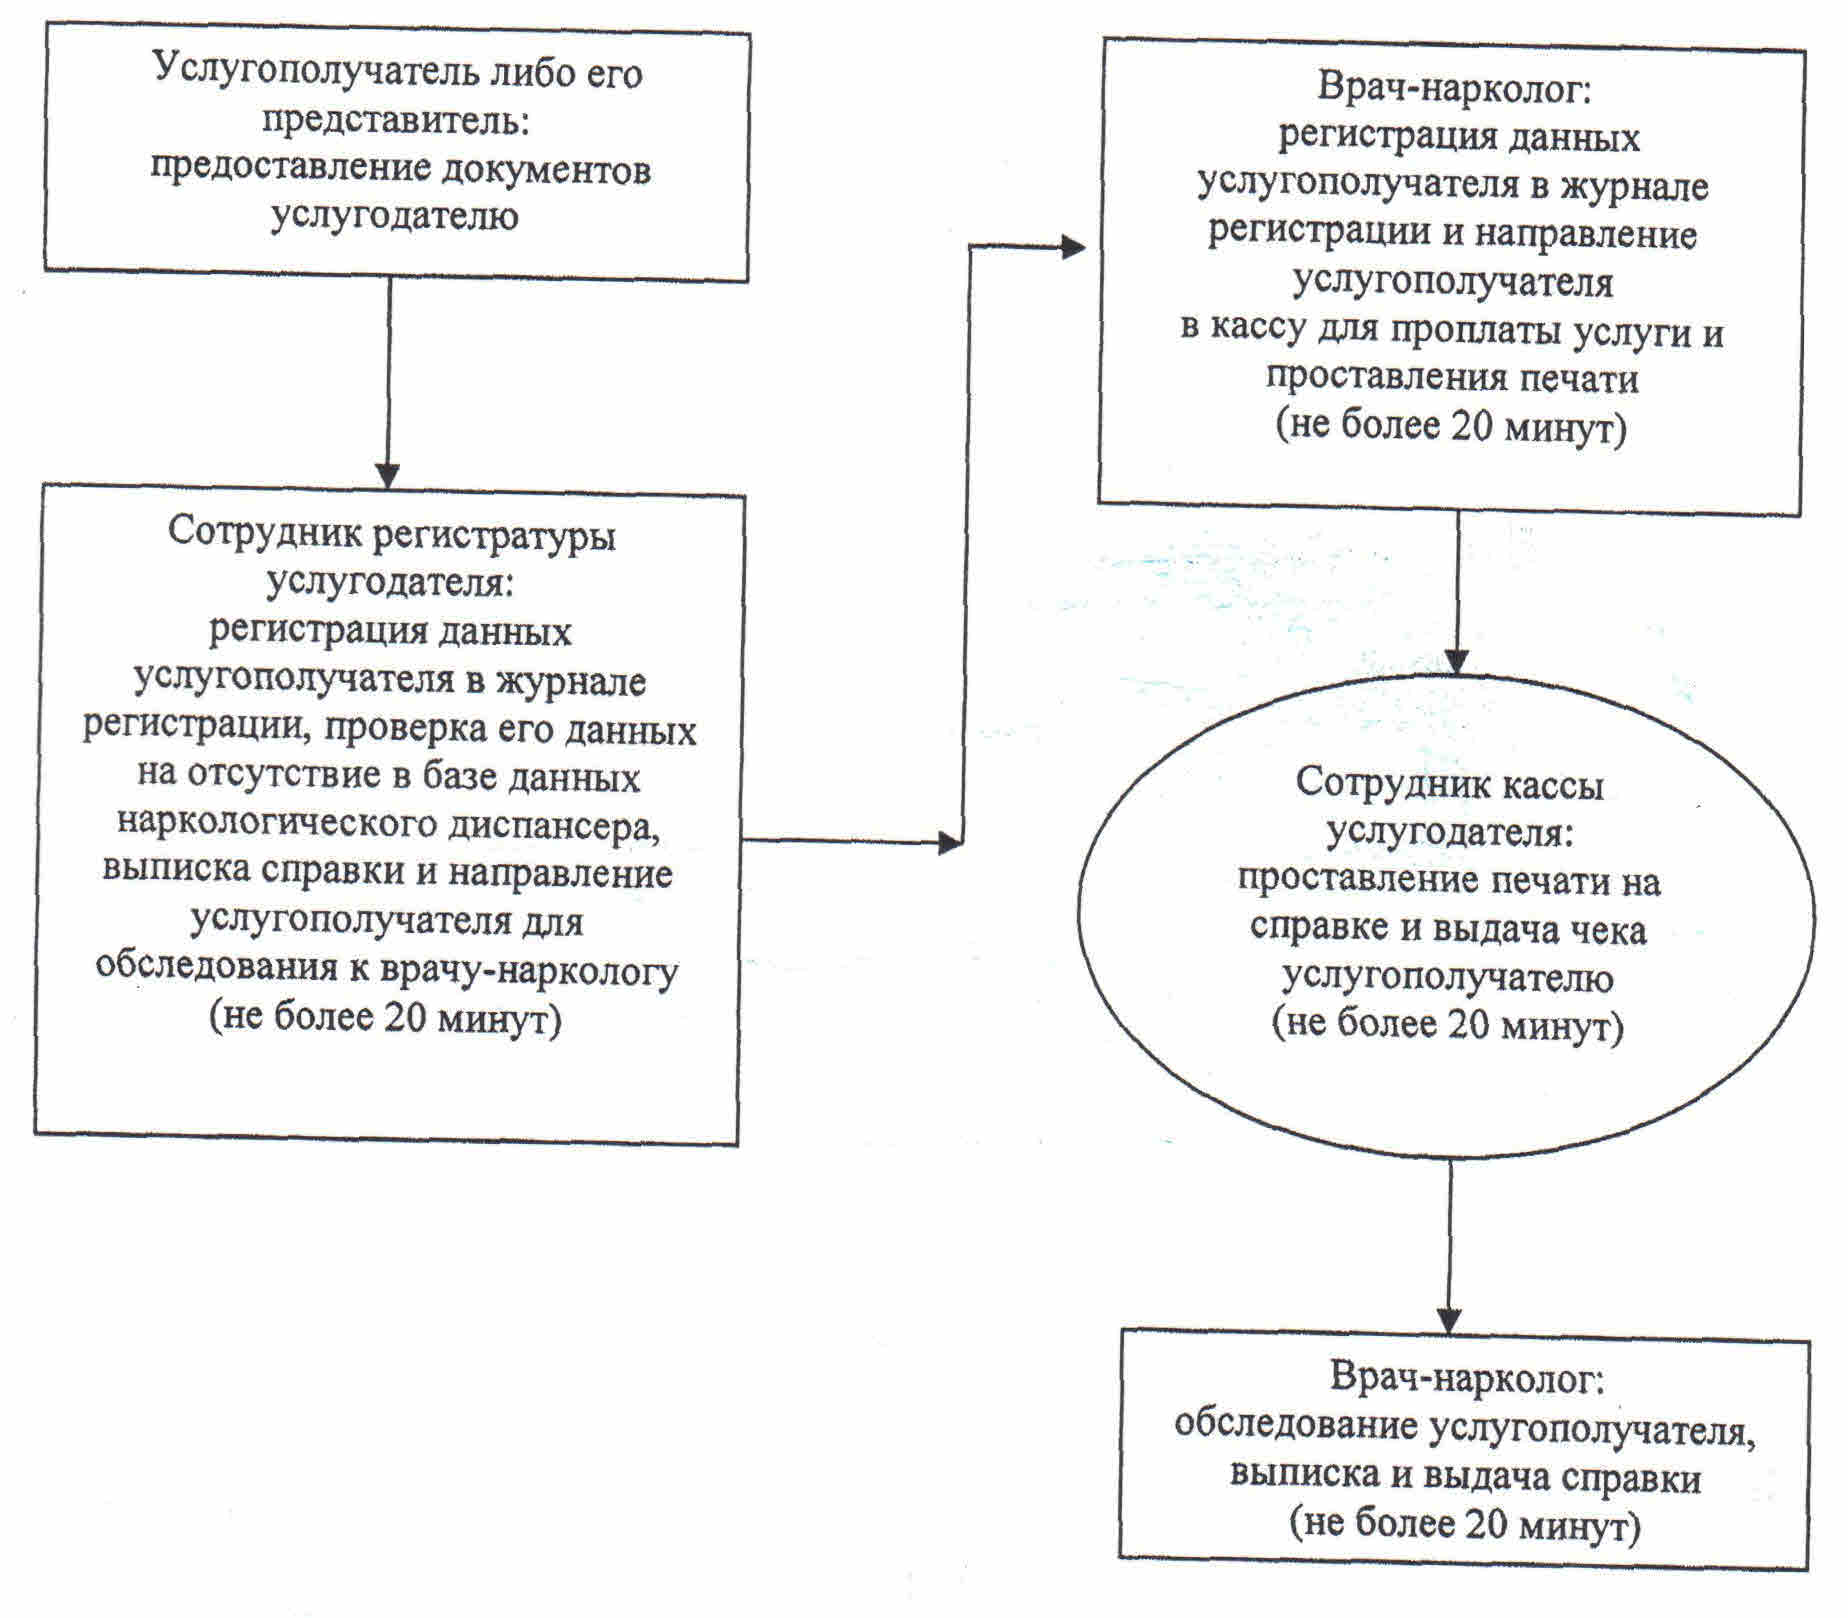 Услугополучатель либо его
представитель:
предоставление документов
услугодателю
Сотрудник регистратуры
услугодателя:
регистрация данных
услугополучателя в журнале
регистрации, проверка его данных
на отсутствие в базе данных
наркологического диспансера,
выписка справки и направление
услугополучателя для
обследования к врачу-наркологу
(не более 20 минут)
Врач-нарколог:
регистрация данных
услугополучателя в журнале
регистрации и направление
услугополучателя
в кассу для проплаты услуги и
проставления печати
(не более 20 минут)
Сотрудник кассы
услугодателя:
проставление печати на
справке и выдача чека
услугополучателю
(не более 20 минут)
Врач-нарколог:
обследование услугополучателя,
выписка и выдача справки
(не более 20 минут)